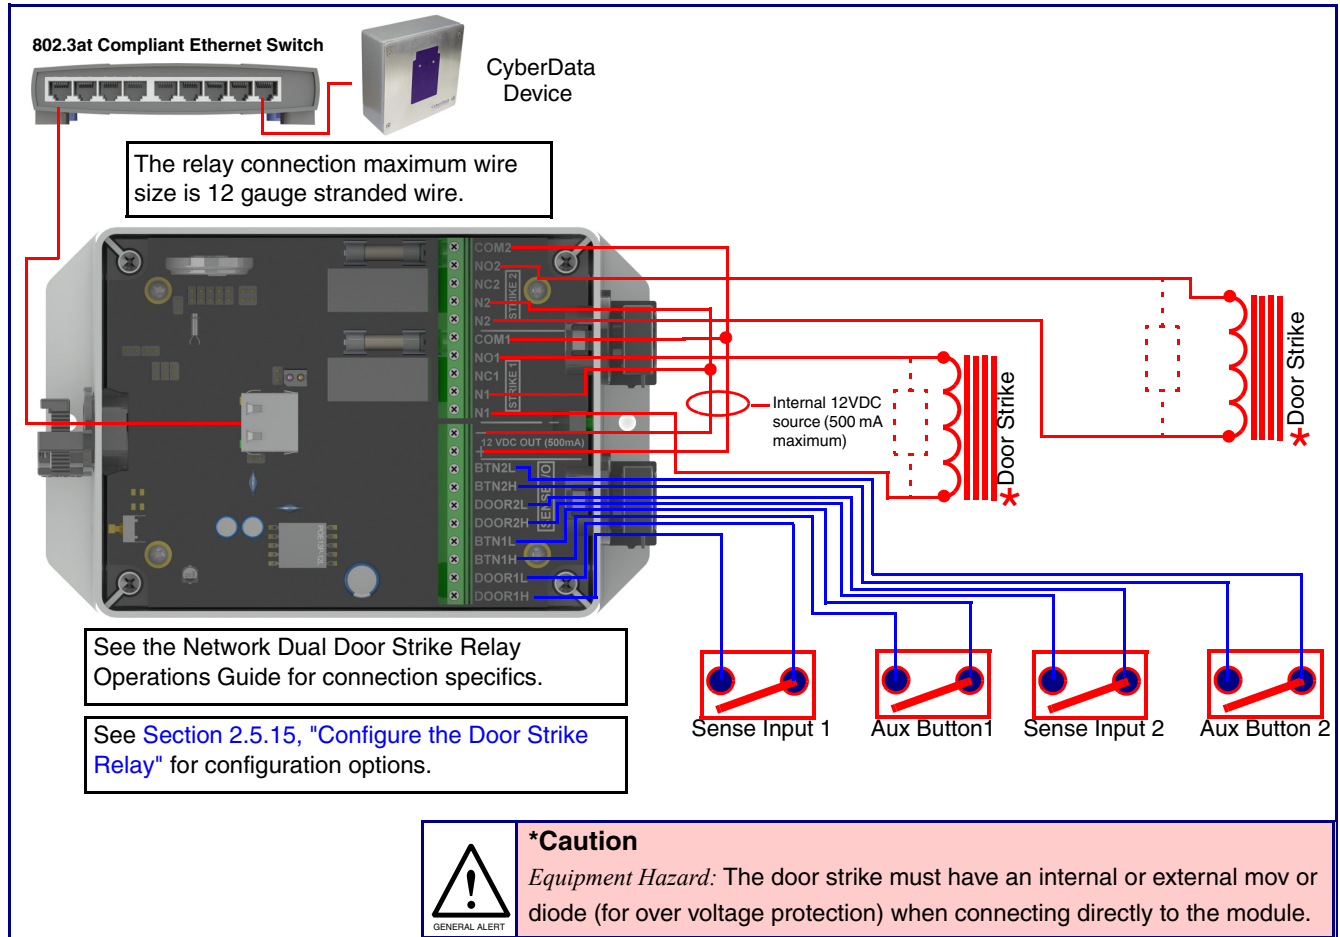 802.3at Compliant Ethernet Switch
CyberData
Device
The relay connection maximum wire
size is 12 gauge stranded wire.
COM2
NO2
NC2
N2
N2
STRIKE 2
COM1
NO1
NC1
N1
N1
STRIKE 1
-
12 VDC OUT (500mA)
+
BTN2L
BTN2H
DOOR2L
DOOR2H
BTN1L
BTN1H
DOOR1L
DOOR1H
Internal 12VDC
source (500 mA
maximum)
*Door Strike
*Door Strike
Sense Input 1
Aux Button1
Sense Input 2
Aux Button 2
See the Network Dual Door Strike Relay
Operations Guide for connection specifics.
See Section 2.5.15, "Configure the Door Strike
Relay" for configuration options.
GENERAL ALERT
*Caution
Equipment Hazard: The door strike must have an internal or external mov or
diode (for over voltage protection) when connecting directly to the module.